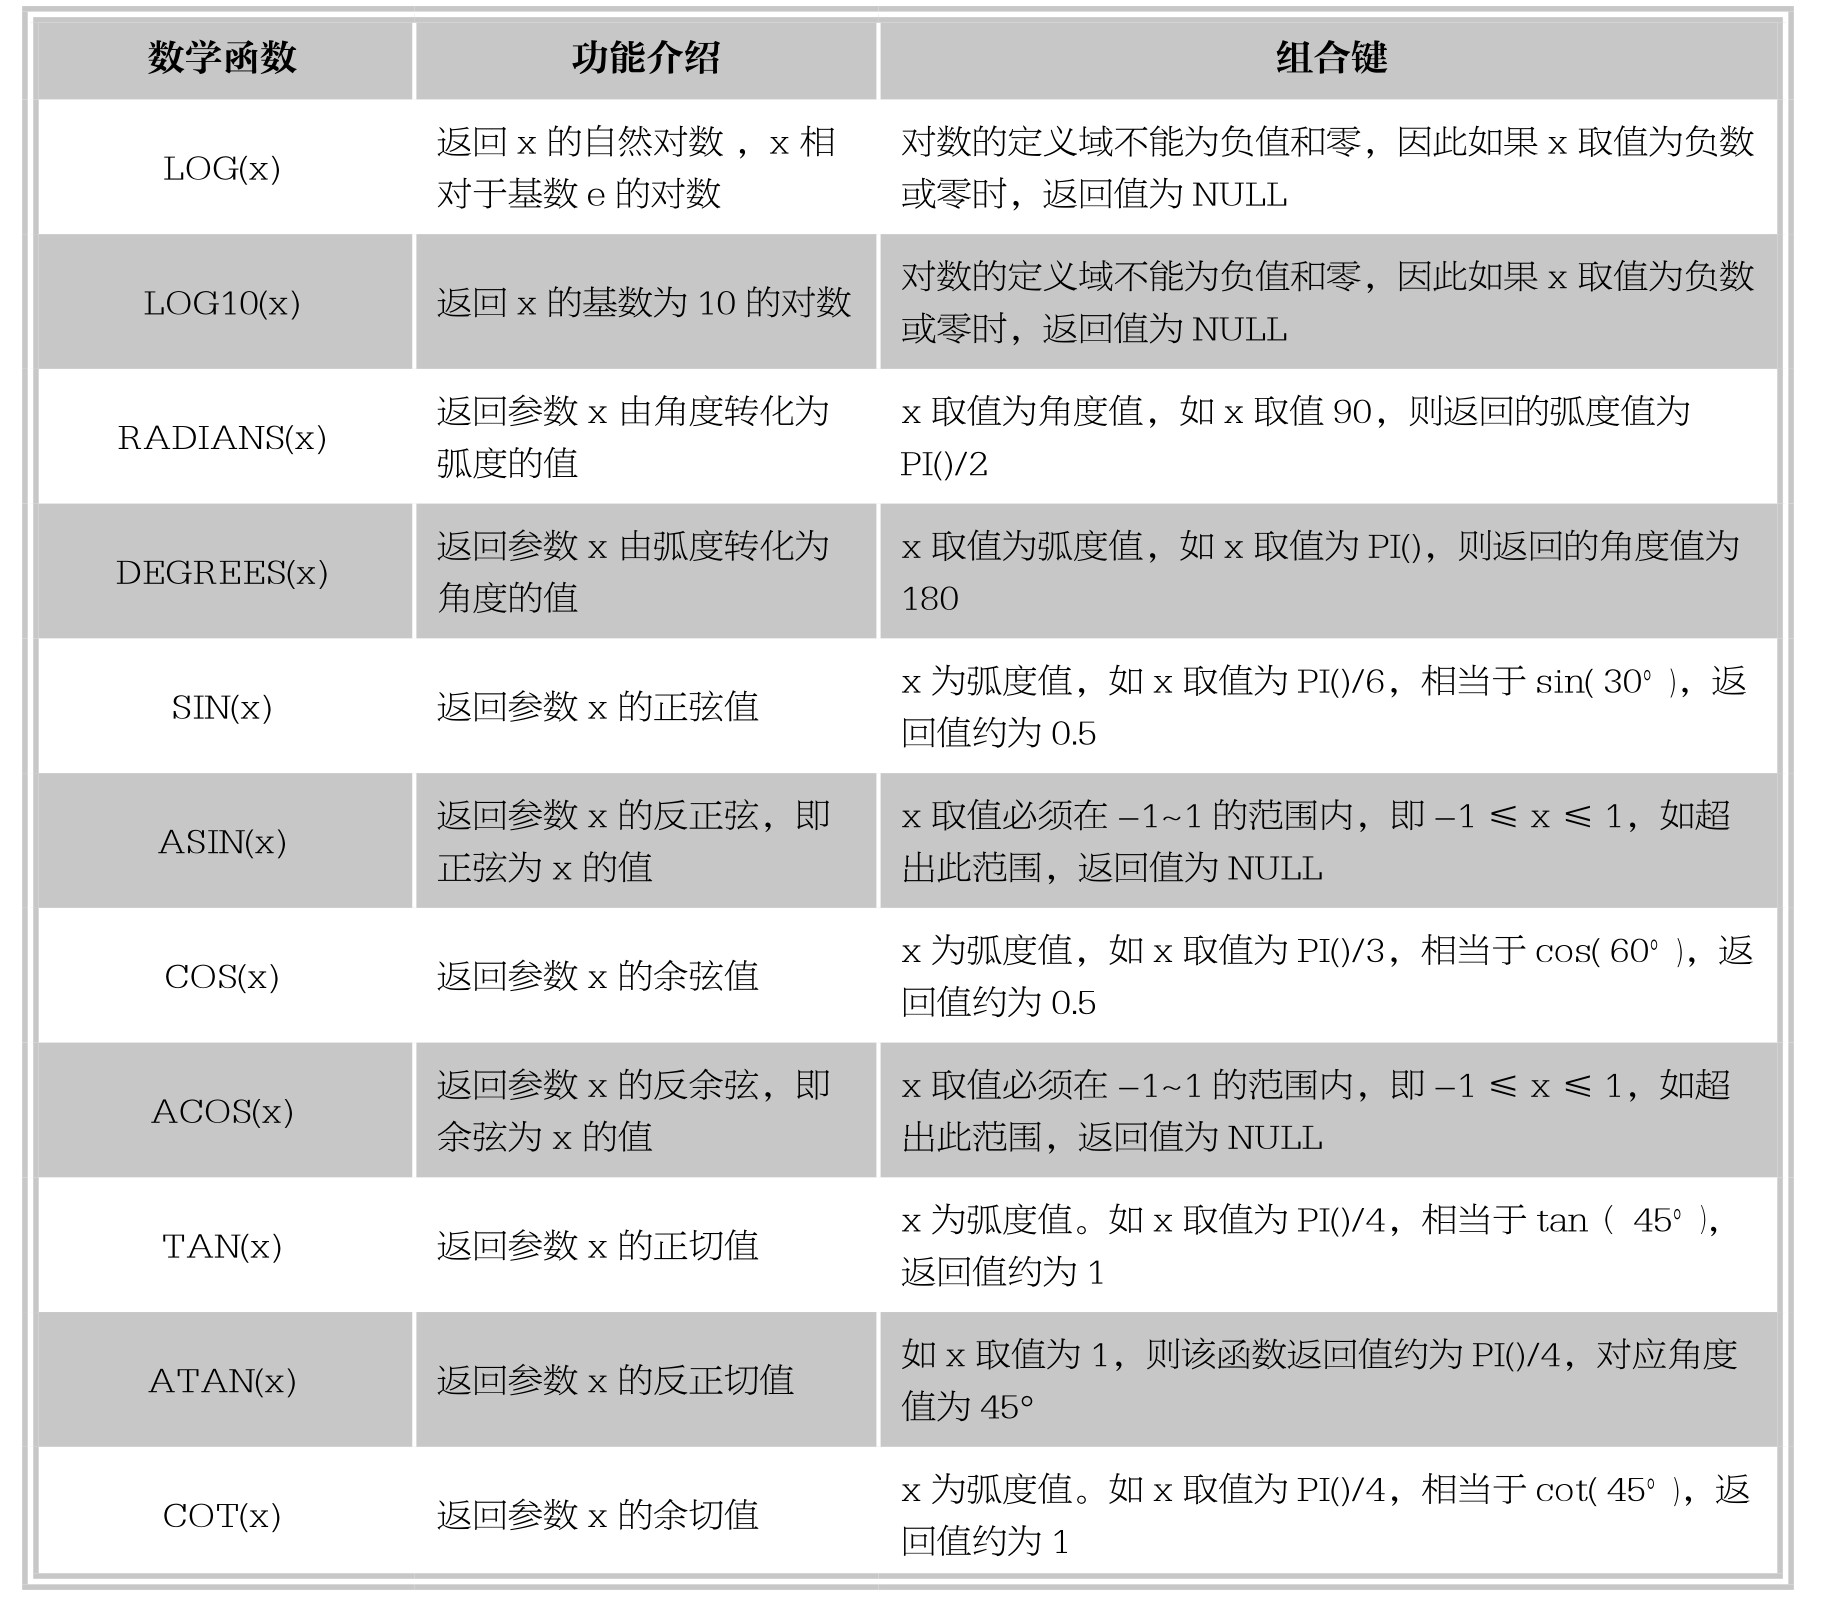 数学函数 功能介绍 组合键
LOG(x)
返回 x 的自然对数 ，x 相
对于基数 e 的对数
对数的定义域不能为负值和零，因此如果 x 取值为负数
或零时，返回值为 NULL
LOG10(x)
返回 x 的基数为 10 的对数
对数的定义域不能为负值和零，因此如果 x 取值为负数
或零时，返回值为 NULL
RADIANS(x)
返回参数 x 由角度转化为
弧度的值
x 取值为角度值，如 x 取值 90，则返回的弧度值为
PI()/2
DEGREES(x)
返回参数 x 由弧度转化为
角度的值
x 取值为弧度值，如 x 取值为 PI()，则返回的角度值为
180
SIN(x)
返回参数 x 的正弦值
x 为弧度值，如 x 取值为 PI()/6，相当于 sin( 30° )，返
回值约为 0.5
ASIN(x)
返回参数 x 的反正弦，即
正弦为 x 的值
x 取值必须在 –1~1 的范围内，即 –1 ≤ x ≤ 1，如超
出此范围，返回值为 NULL
COS(x)
返回参数 x 的余弦值
x 为弧度值，如 x 取值为 PI()/3，相当于 cos( 60° )，返
回值约为 0.5
ACOS(x)
返回参数 x 的反余弦，即
余弦为 x 的值
x 取值必须在 –1~1 的范围内，即 –1 ≤ x ≤ 1，如超
出此范围，返回值为 NULL
TAN(x)
返回参数 x 的正切值
x 为弧度值。如 x 取值为 PI()/4，相当于 tan（ 45° )，
返回值约为 1
ATAN(x)
返回参数 x 的反正切值
如 x 取值为 1，则该函数返回值约为 PI()/4，对应角度
值为 45°
COT(x)
返回参数 x 的余切值
x 为弧度值。如 x 取值为 PI()/4，相当于 cot( 45° )，返
回值约为 1